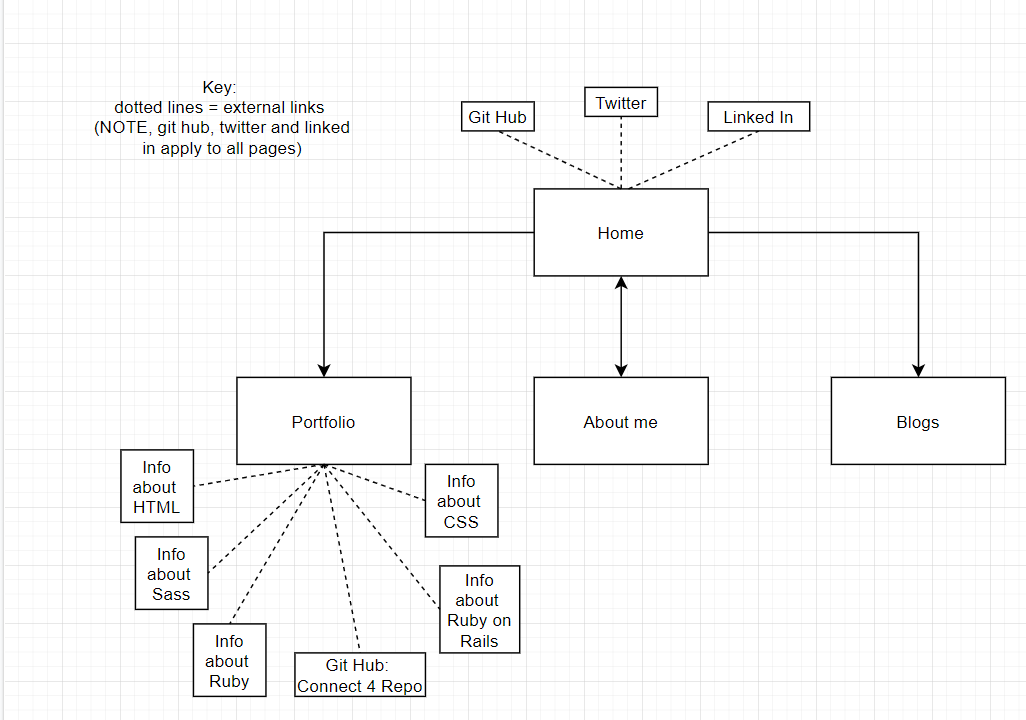 Key:
dotted lines = external links
(NOTE, git hub, twitter and linked
in apply to all pages)
Git Hub
Twitter
Linked In
Home
Portfolio
About me
Blogs
Info
about
HTML
Info
about
CSS
Info
about
Sass
Info
about
Ruby on
Rails
Info
about
Ruby
Git Hub:
Connect 4 Repo